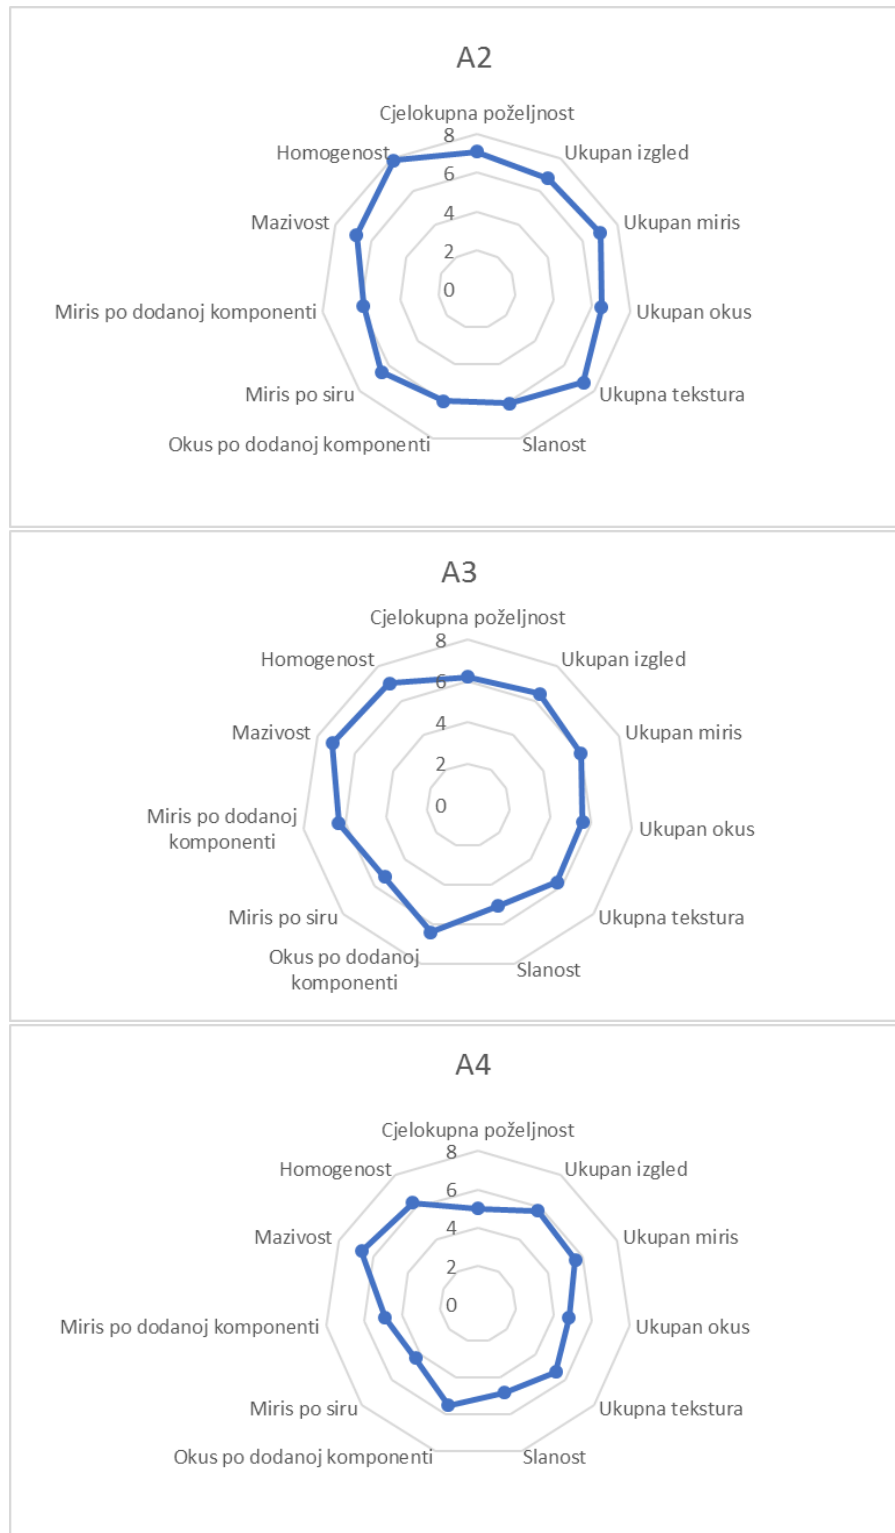 A2
Cjelokupna poželjnost
8
Homogenost
Ukupan izgled
6
Mazivost
Ukupan miris
4
2
0
Miris po dodanoj komponenti
Ukupan okus
Miris po siru
Ukupna tekstura
Okus po dodanoj komponenti
Slanost
A3
Cjelokupna poželjnost
8
Homogenost
Ukupan izgled
6
Mazivost
Ukupan miris
4
2
0
Miris po dodanoj
komponenti
Ukupan okus
Miris po siru
Ukupna tekstura
Okus po dodanoj
komponenti
Slanost
A4
Cjelokupna poželjnost
8
Homogenost
Ukupan izgled
6
Mazivost
Ukupan miris
4
2
0
Miris po dodanoj komponenti
Ukupan okus
Miris po siru
Ukupna tekstura
Okus po dodanoj komponenti
Slanost